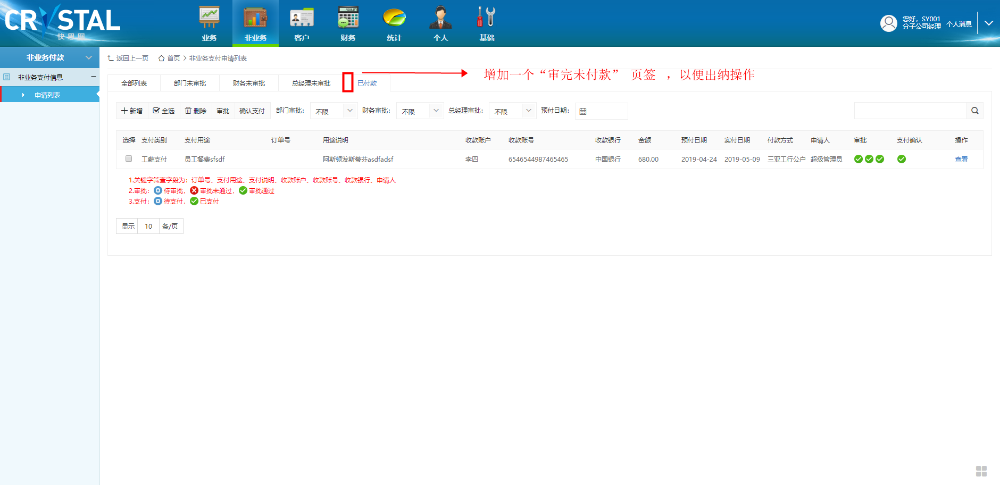 CRYSTAL
快思图
业务 非业务 客户 财务 统计 个人 基础
您好，SY001
分子公司经理 个人消息
非业务付款
非业务支付信息
申请列表
返回上一页 首页 > 非业务支付申请列表
增加一个“审完未付款” 页签 ，以便出纳操作
全部列表 部门未审批 财务未审批 总经理未审批 已付款
新增 全选 删除 审批 确认支付 部门审批： 不限 财务审批： 不限 总经理审批： 不限 预付日期：
选择 支付类别 支付用途 订单号 用途说明 收款账户 收款账号 收款银行 金额 预付日期 实付日期 付款方式 申请人 审批 支付确认 操作
工薪支付 员工餐费sfsdf 阿斯顿发斯蒂芬asdfadsf 李四 6546544987465465 中国银行 680.00 2019-04-24 2019-05-09 三亚工行公户 超级管理员 查看
1.关键字筛查字段为：订单号、支付用途、支付说明、收款账户、收款账号、收款银行、申请人
2.审批： 待审批， 审批未通过， 审批通过
3.支付： 待支付， 已支付
显示 10 条/页